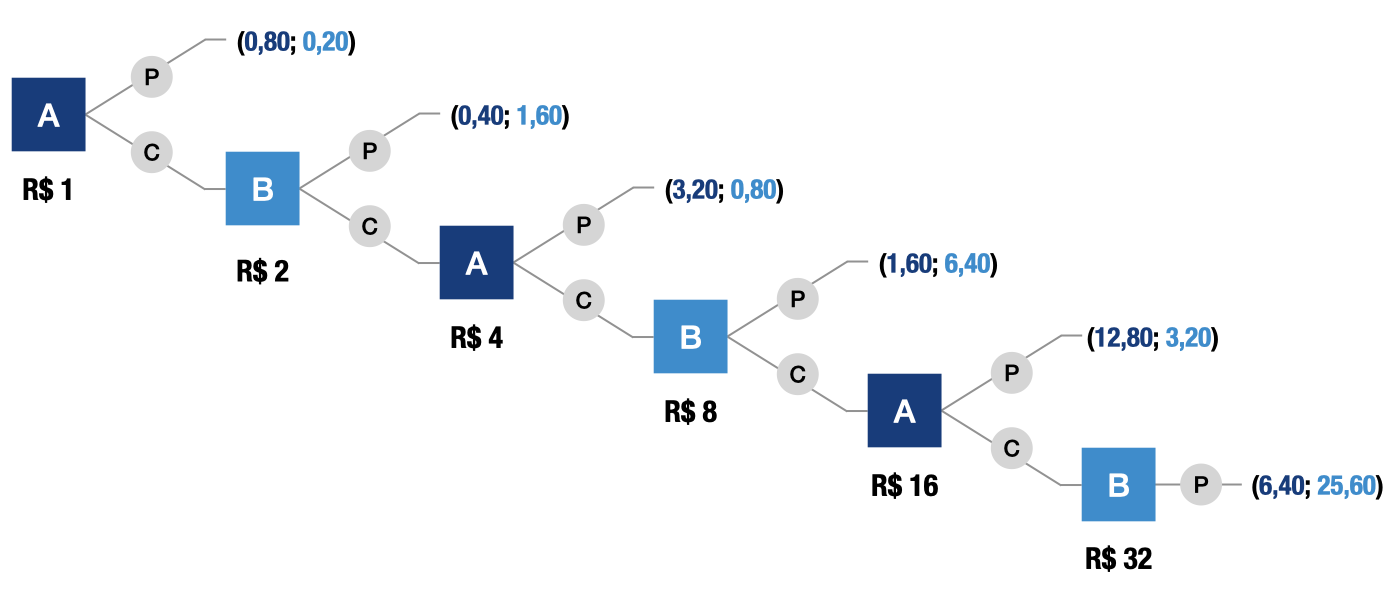 (0,80; 0,20)
P
A
C
R$ 1
(0,40; 1,60)
P
B
C
R$ 2
(3,20; 0,80)
P
A
C
R$ 4
(1,60; 6,40)
P
B
C
R$ 8
(12,80; 3,20)
P
A
C
R$ 16
B
P
(6,40; 25,60)
R$ 32